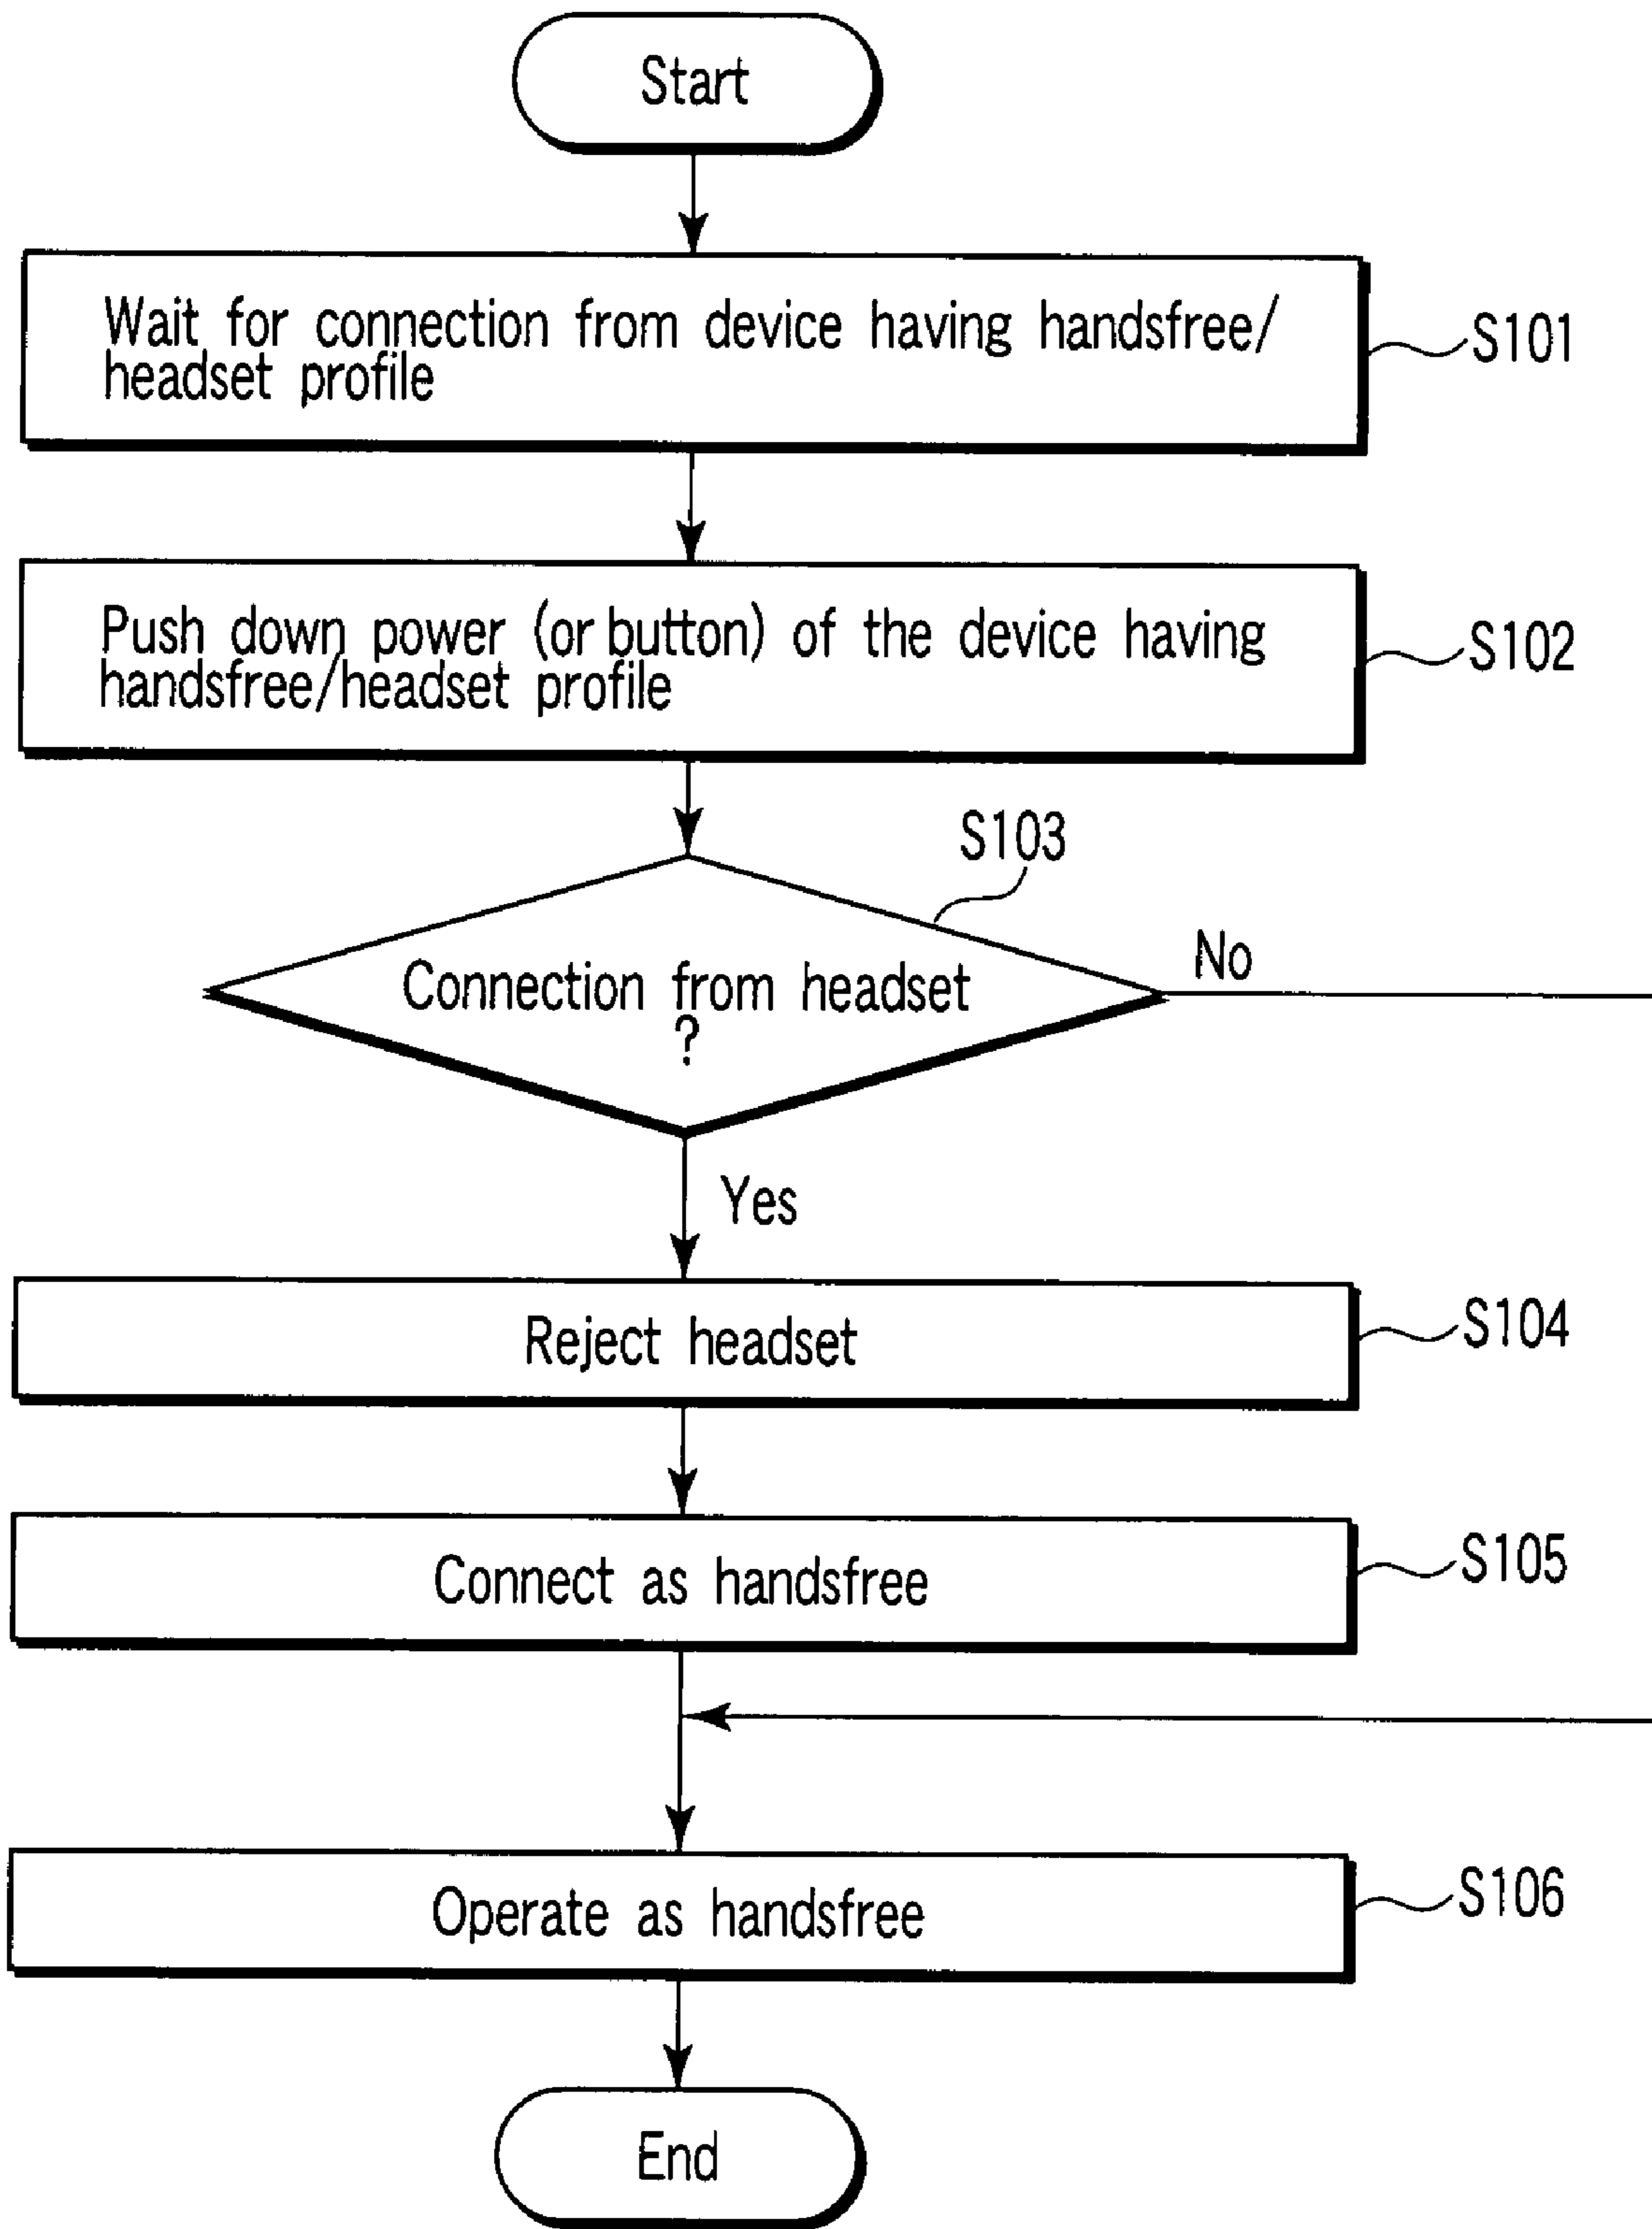 Start
Wait for connection from device having handsfree/
headset profile
S101
Push down power (or button) of the device having
handsfree/headset profile
S102
S103
Connection from headset
?
No
Yes
Reject headset
S104
Connect as handsfree
S105
Operate as handsfree
S106
End